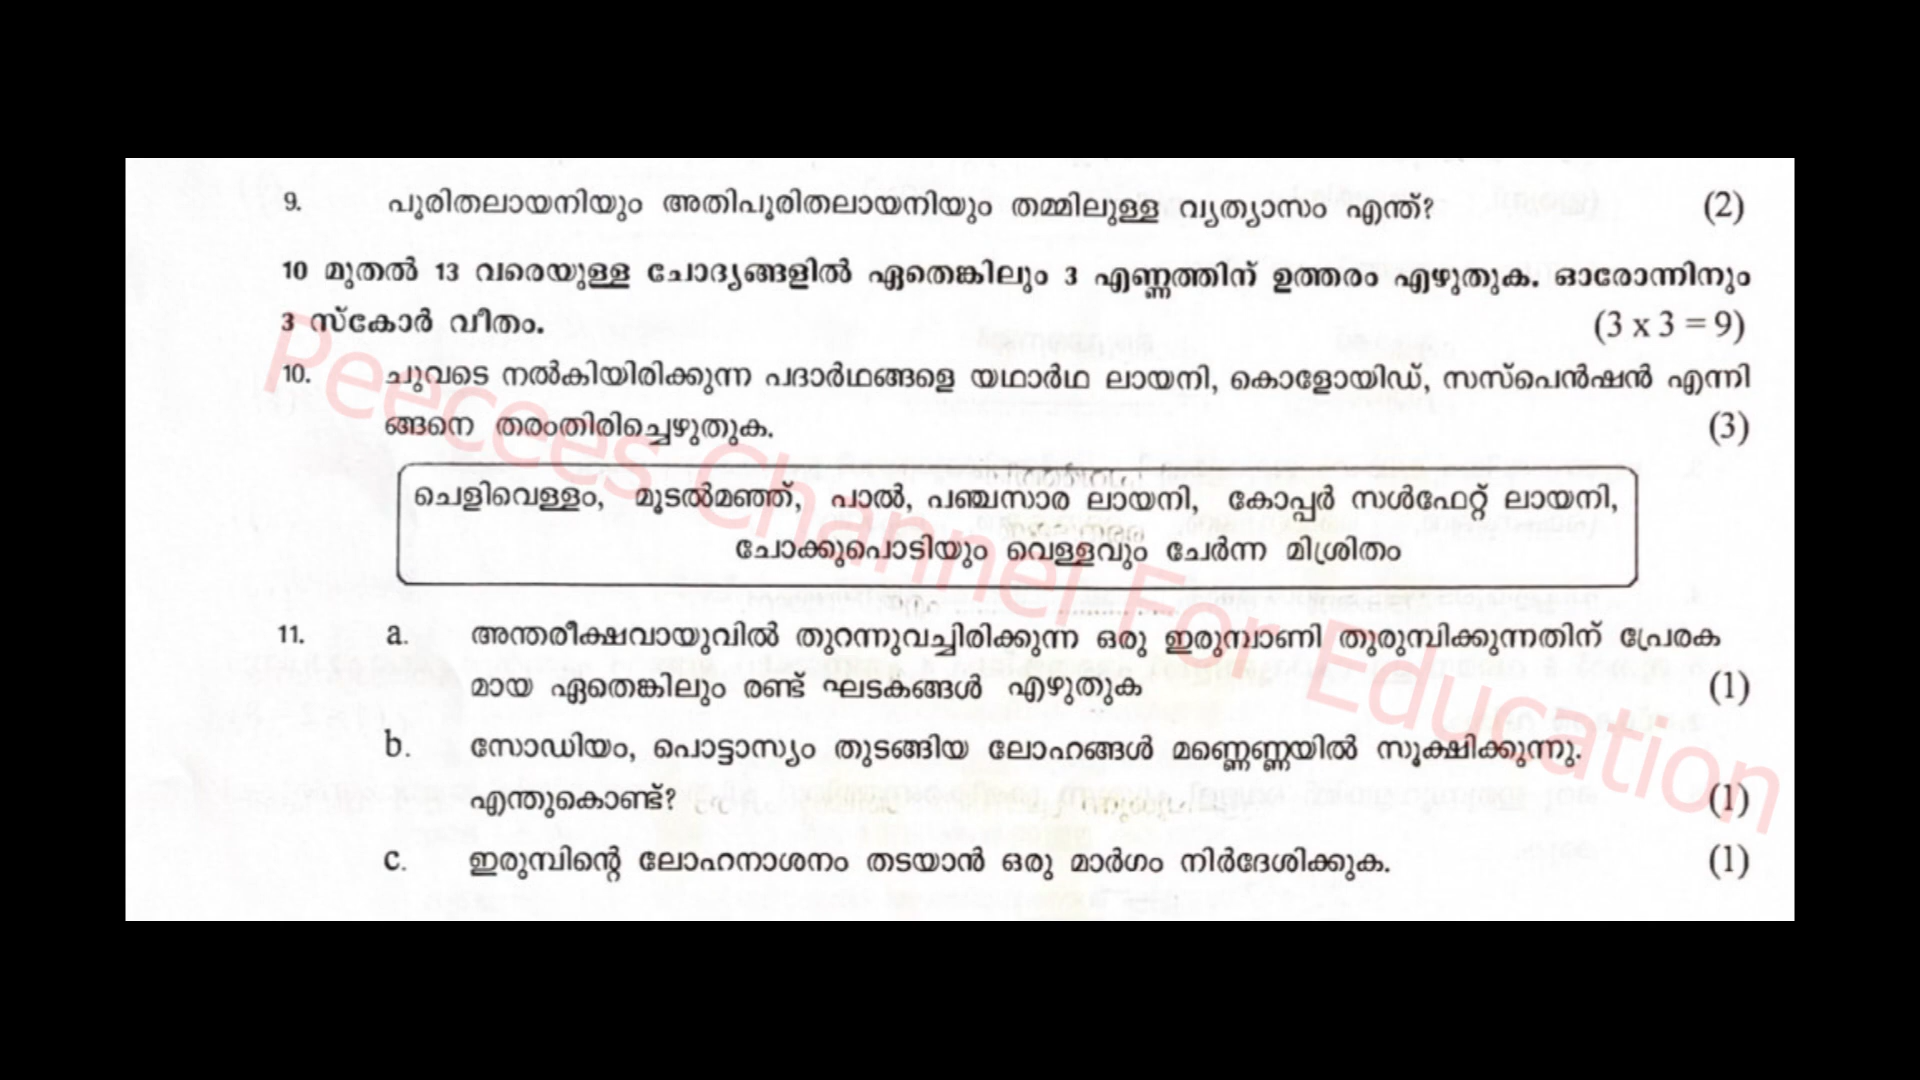 9. പൂരിതലായനിയും അതിപൂരിതലായനിയും തമ്മിലുള്ള വ്യത്യാസം എന്ത്? (2)
10 മുതൽ 13 വരെയുള്ള ചോദ്യങ്ങളിൽ ഏതെങ്കിലും 3 എണ്ണത്തിന് ഉത്തരം എഴുതുക. ഓരോന്നിനും
3 സ്കോർ വീതം. (3 x 3 = 9)
10. ചുവടെ നൽകിയിരിക്കുന്ന പദാർഥങ്ങളെ യഥാർഥ ലായനി, കൊളോയിഡ്, സസ്പെൻഷൻ എന്നി
ങ്ങനെ തരംതിരിച്ചെഴുതുക. (3)
ചെളിവെള്ളം, മൂടൽമഞ്ഞ്, പാൽ, പഞ്ചസാര ലായനി, കോപ്പർ സൾഫേറ്റ് ലായനി,
ചോക്കുപൊടിയും വെള്ളവും ചേർന്ന മിശ്രിതം
11. a. അന്തരീക്ഷവായുവിൽ തുറന്നുവച്ചിരിക്കുന്ന ഒരു ഇരുമ്പാണി തുരുമ്പിക്കുന്നതിന് പ്രേരക
മായ ഏതെങ്കിലും രണ്ട് ഘടകങ്ങൾ എഴുതുക (1)
b. സോഡിയം, പൊട്ടാസ്യം തുടങ്ങിയ ലോഹങ്ങൾ മണ്ണെണ്ണയിൽ സൂക്ഷിക്കുന്നു.
എന്തുകൊണ്ട്? (1)
c. ഇരുമ്പിന്റെ ലോഹനാശനം തടയാൻ ഒരു മാർഗം നിർദേശിക്കുക. (1)
Peecees Channel For Education